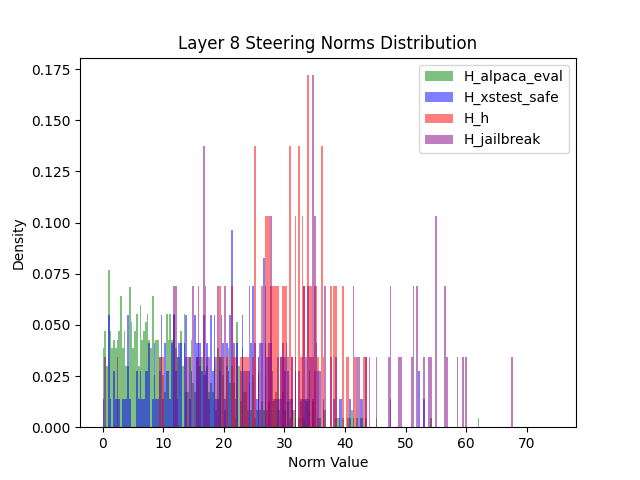 Layer 8 Steering Norms Distribution
H_alpaca_eval
H_xstest_safe
H_h
H_jailbreak
0.175
0.150
0.125
0.100
0.075
0.050
0.025
0.000
Density
0 10 20 30 40 50 60 70
Norm Value